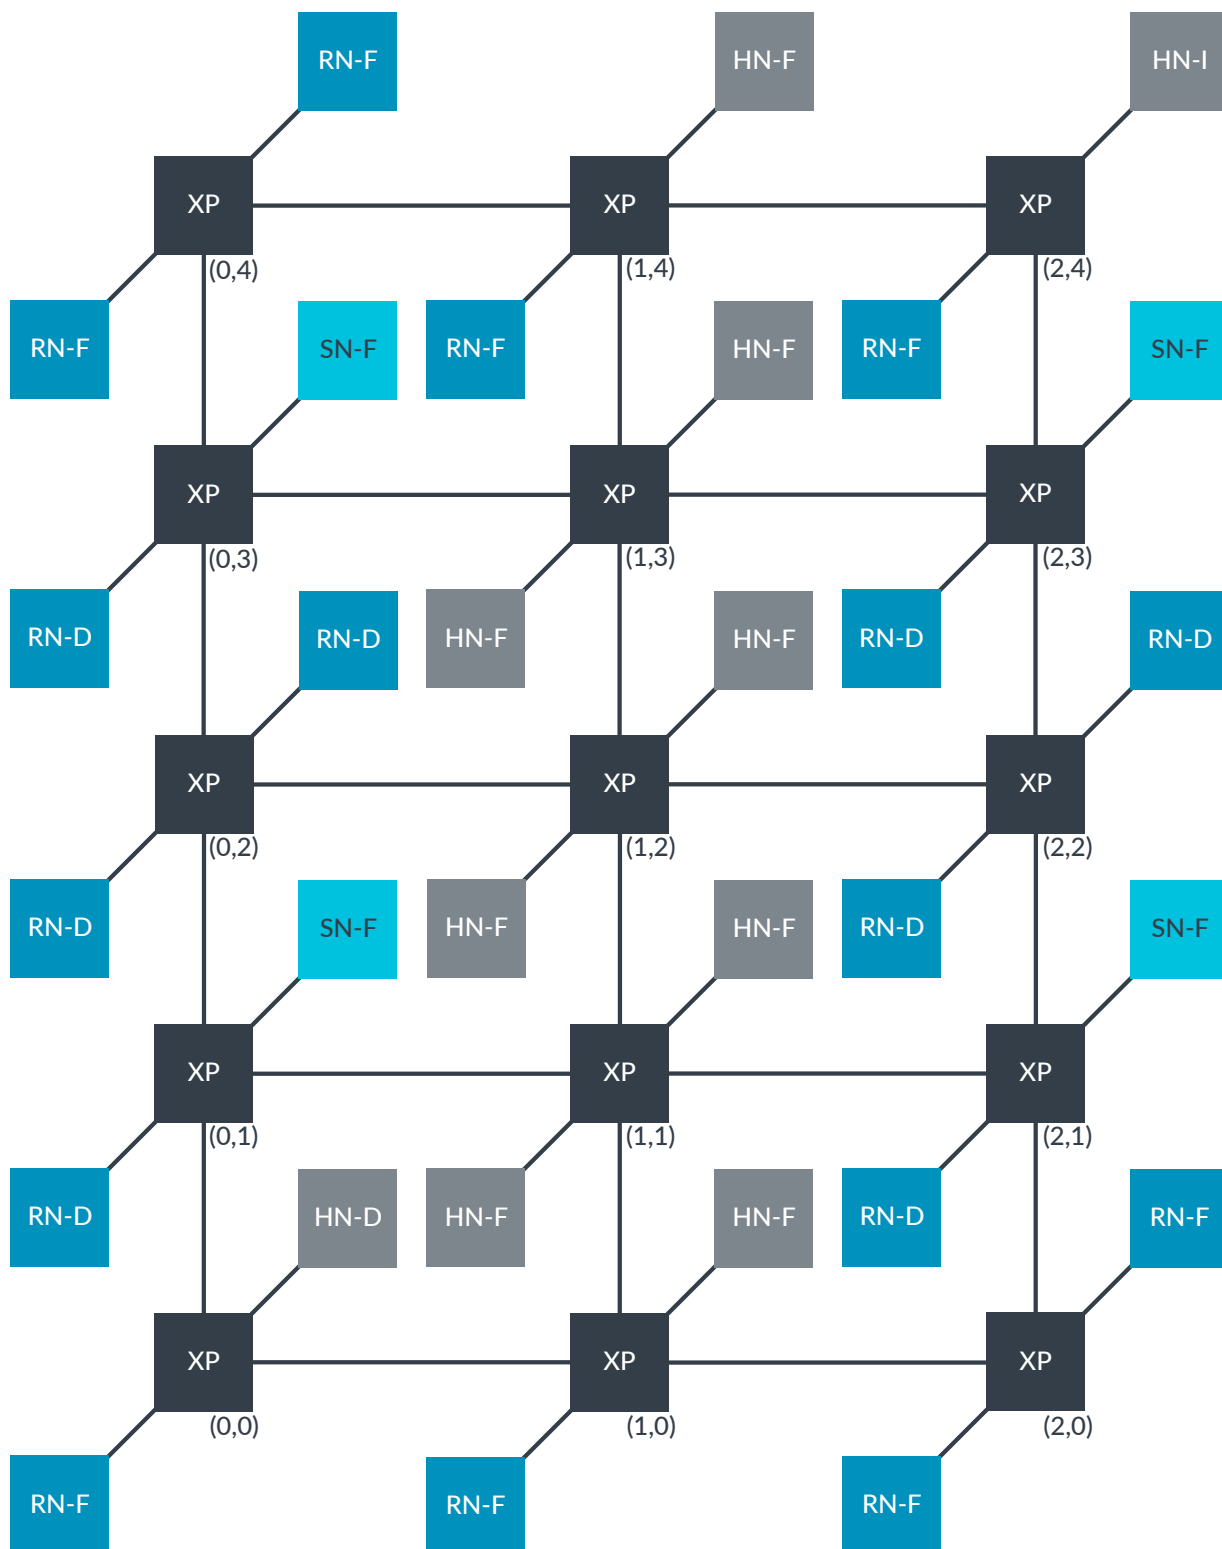 RN-F
HN-F
HN-I
XP
XP
XP
(0,4)
(1,4)
(2,4)
RN-F
SN-F
RN-F
HN-F
RN-F
SN-F
XP
XP
XP
(0,3)
(1,3)
(2,3)
RN-D
RN-D
HN-F
HN-F
RN-D
RN-D
XP
XP
XP
(0,2)
(1,2)
(2,2)
RN-D
SN-F
HN-F
HN-F
RN-D
SN-F
XP
XP
XP
(0,1)
(1,1)
(2,1)
RN-D
HN-D
HN-F
HN-F
RN-D
RN-F
XP
XP
XP
(0,0)
(1,0)
(2,0)
RN-F
RN-F
RN-F